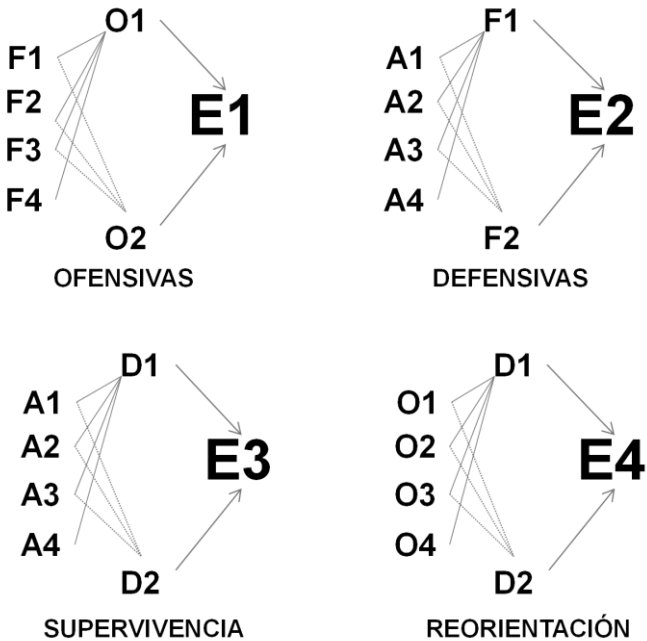 O1
F1
F2
E1
F3
F4
O2
OFENSIVAS
F1
A1
A2
E2
A3
A4
F2
DEFENSIVAS
D1
A1
A2
E3
A3
A4
D2
SUPERVIVENCIA
D1
O1
O2
E4
O3
O4
D2
REORIENTACIÓN